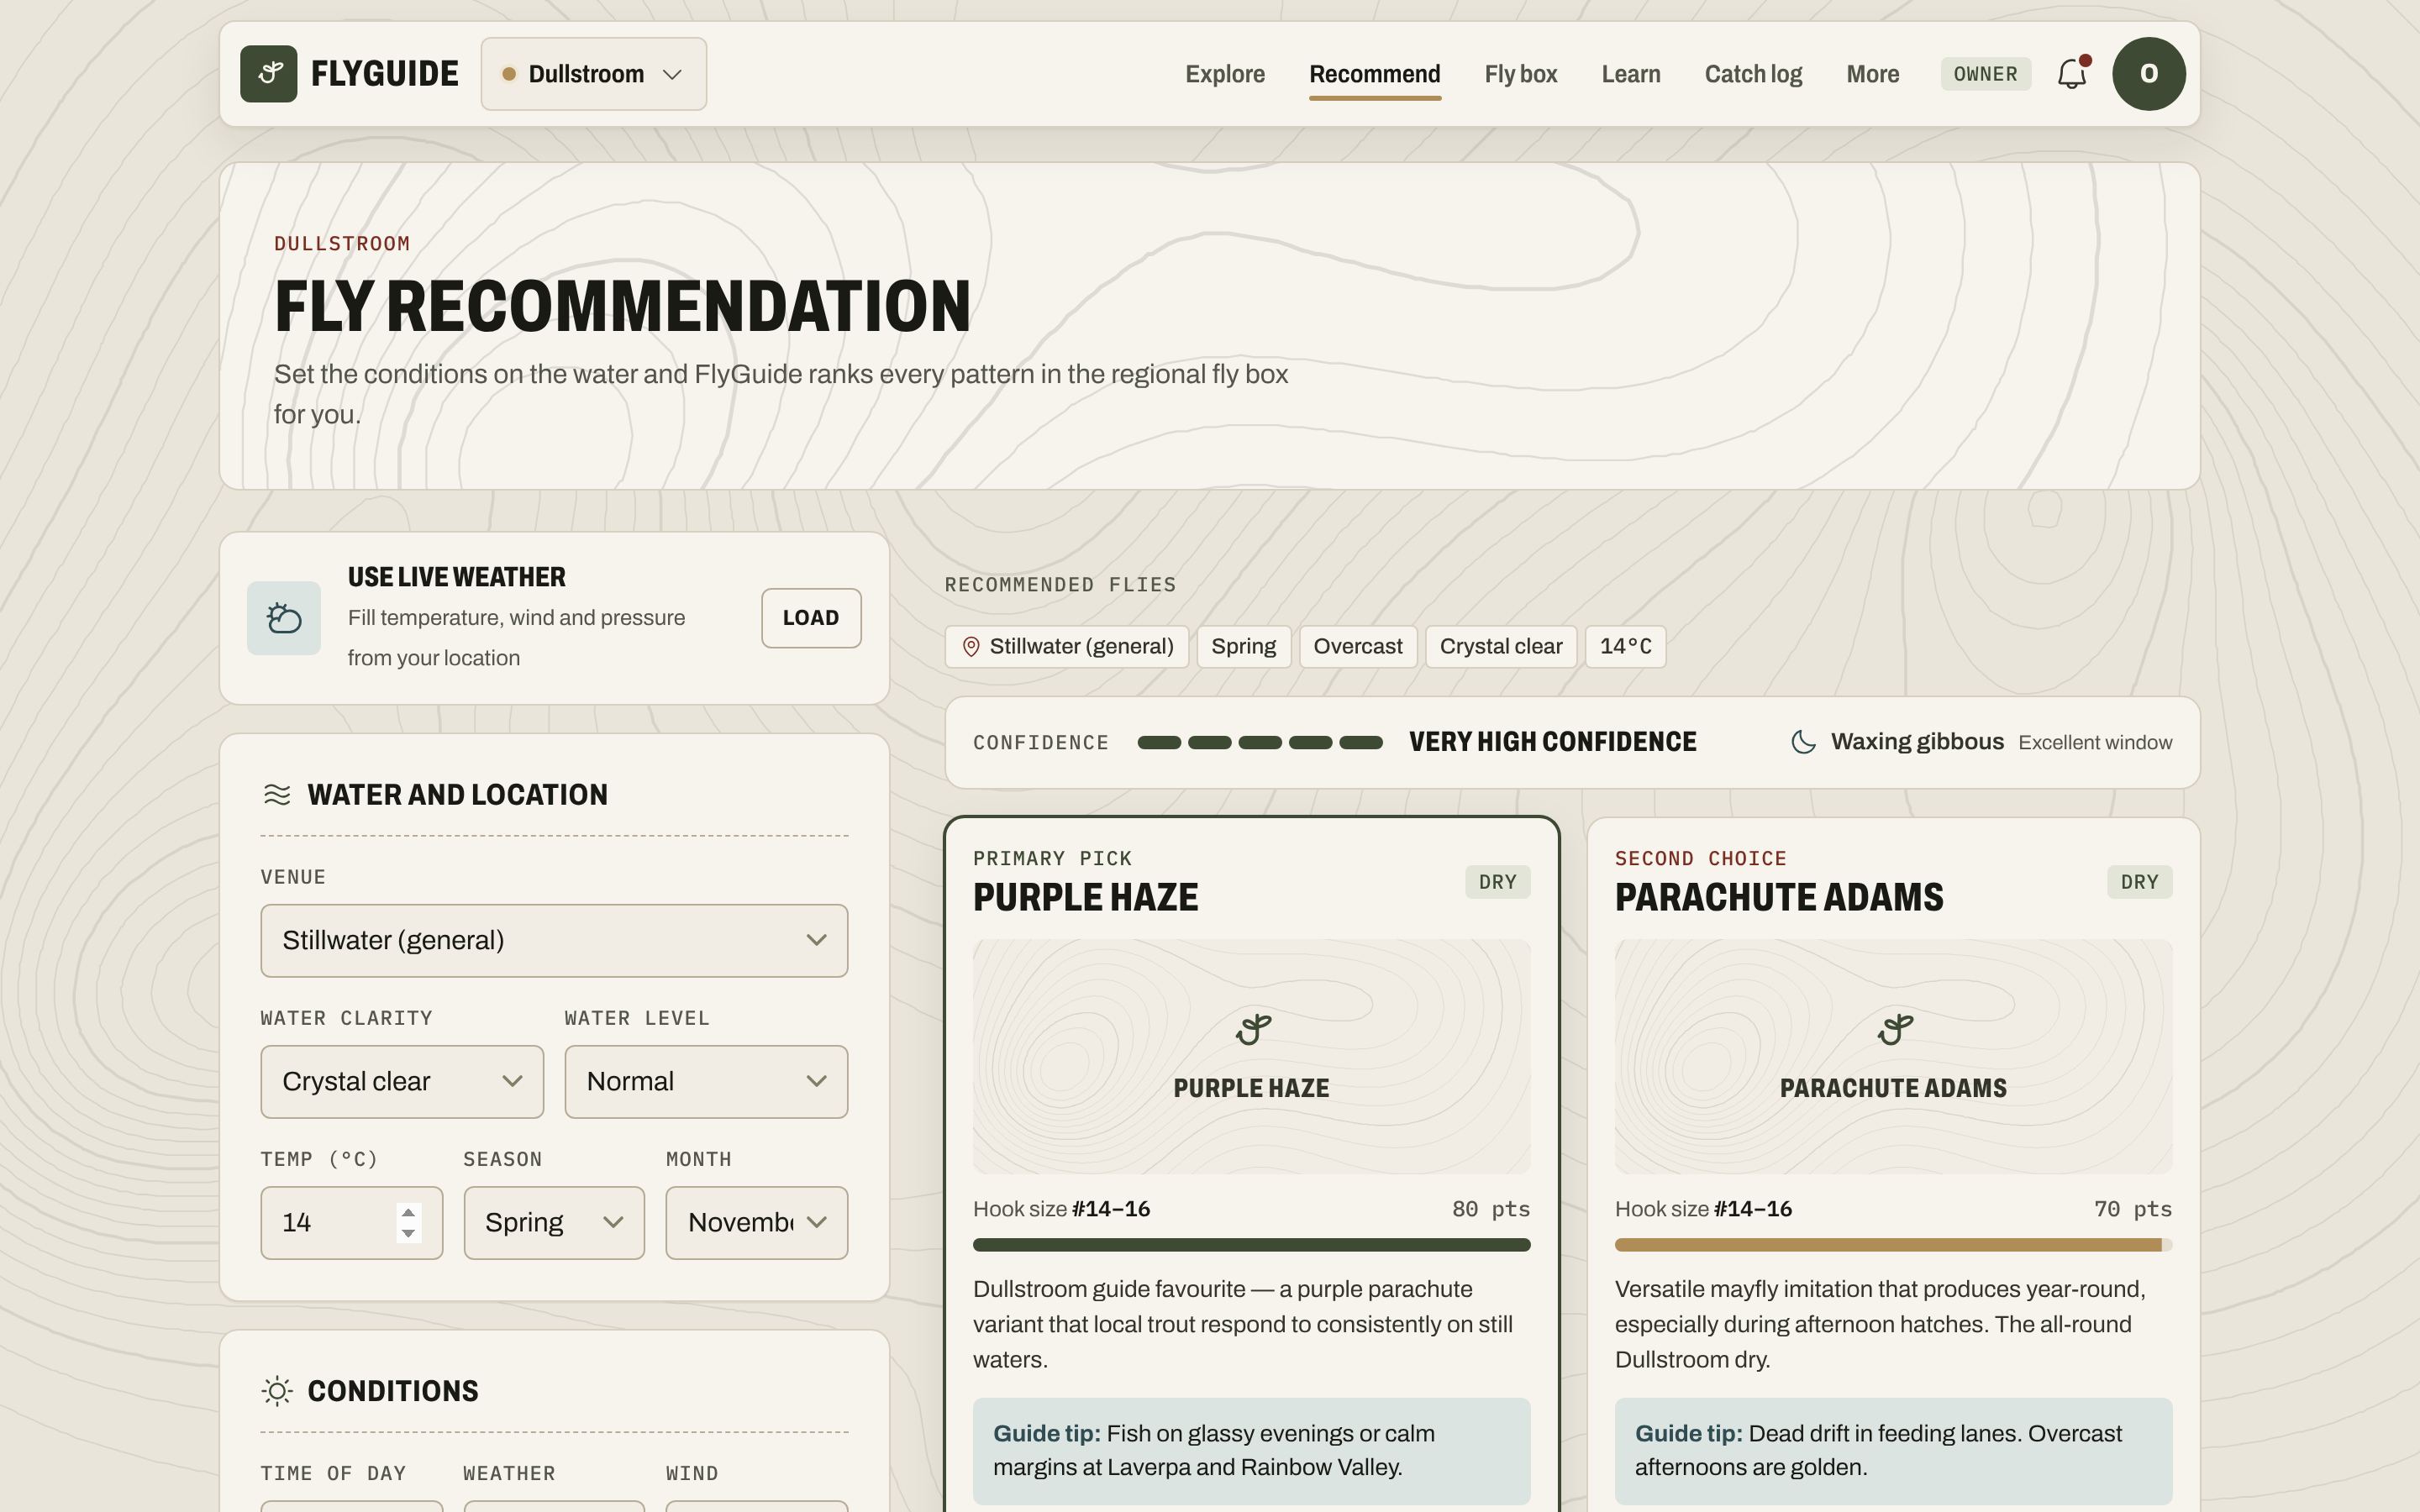 FLYGUIDE
Dullstroom
Explore
Recommend
Fly box
Learn
Catch log
More
OWNER
O
DULLSTROOM
FLY RECOMMENDATION
Set the conditions on the water and FlyGuide ranks every pattern in the regional fly box
for you.
USE LIVE WEATHER
Fill temperature, wind and pressure
from your location
LOAD
WATER AND LOCATION
VENUE
Stillwater (general)
WATER CLARITY
WATER LEVEL
Crystal clear
Normal
TEMP (°C)
SEASON
MONTH
14
Spring
Novembe
CONDITIONS
TIME OF DAY
WEATHER
WIND
RECOMMENDED FLIES
Stillwater (general)
Spring
Overcast
Crystal clear
14°C
CONFIDENCE
VERY HIGH CONFIDENCE
Waxing gibbous
Excellent window
PRIMARY PICK
PURPLE HAZE
DRY
PURPLE HAZE
Hook size #14–16
80 pts
Dullstroom guide favourite — a purple parachute
variant that local trout respond to consistently on still
waters.
Guide tip: Fish on glassy evenings or calm
margins at Laverpa and Rainbow Valley.
SECOND CHOICE
PARACHUTE ADAMS
DRY
PARACHUTE ADAMS
Hook size #14–16
70 pts
Versatile mayfly imitation that produces year-round,
especially during afternoon hatches. The all-round
Dullstroom dry.
Guide tip: Dead drift in feeding lanes. Overcast
afternoons are golden.